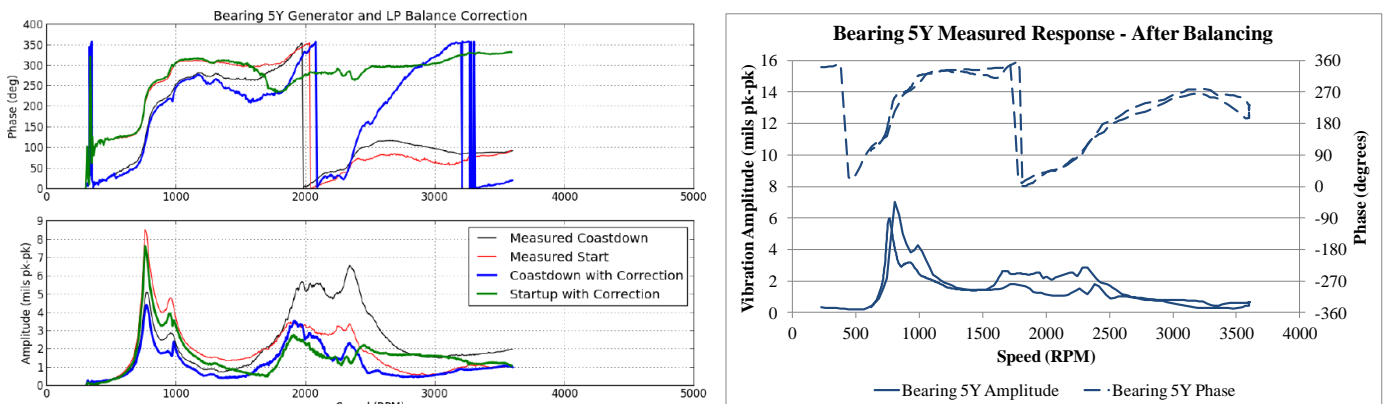 Bearing 5Y Generator and LP Balance Correction
400
350
300
250
200
150
100
50
0
Phase (deg)
0 1000 2000 3000 4000 5000
9
8
7
6
5
4
3
2
1
0
Amplitude (mils pk-pk)
Measured Coastdown
Measured Start
Coastdown with Correction
Startup with Correction
0 1000 2000 3000 4000 5000
Bearing 5Y Measured Response - After Balancing
16
14
12
10
8
6
4
2
0
Vibration Amplitude (mils pk-pk)
360
270
180
90
0
-90
-180
-270
-360
Phase (degrees)
0 500 1000 1500 2000 2500 3000 3500 4000
Speed (RPM)
Bearing 5Y Amplitude
Bearing 5Y Phase